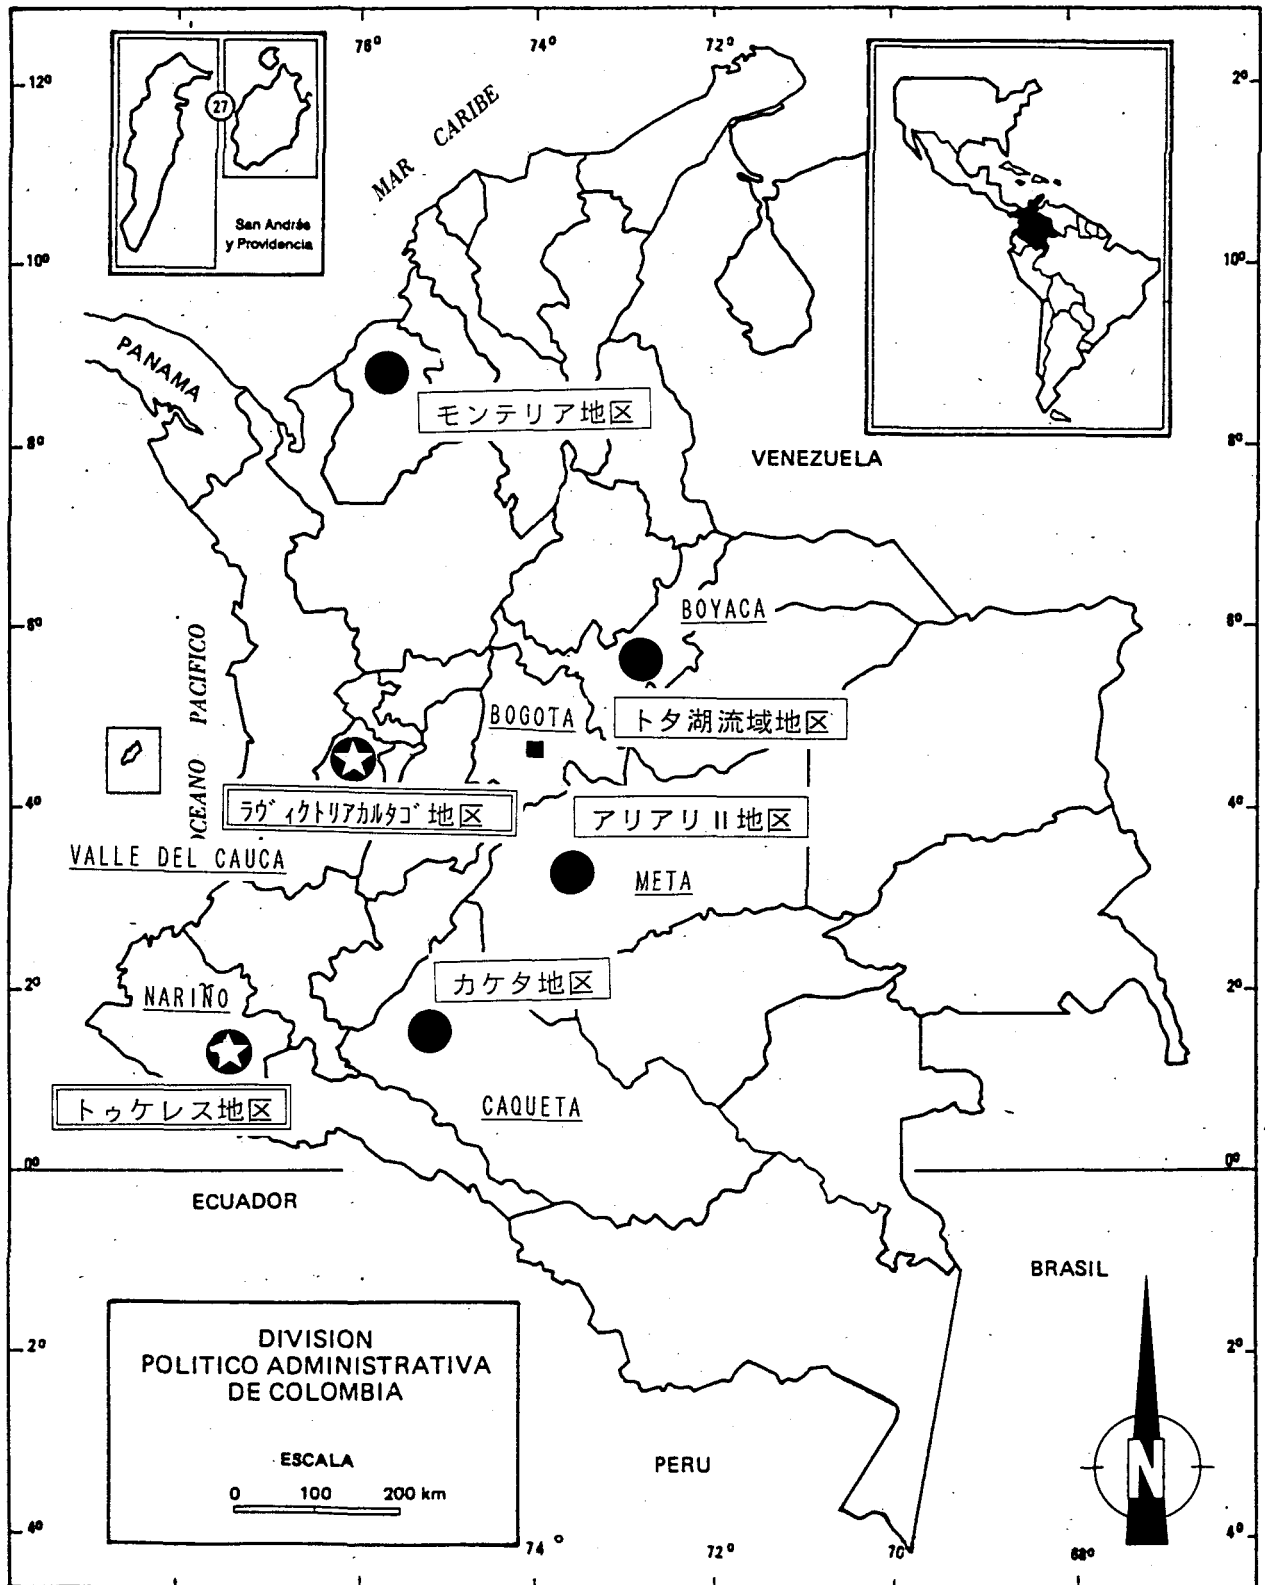 76°
74°
72°
12°
2°
27
San Andrés
y Providencia
MAR CARIBE
10°
10°
PANAMA
モンテリア地区
8°
8°
VENEZUELA
BOYACA
6°
6°
OCEANO PACIFICO
BOGOTA
トタ湖流域地区
ラヴィクトリアカルタゴ地区
アリアリ II 地区
4°
4°
VALLE DEL CAUCA
META
カケタ地区
2°
2°
NARIÑO
トゥケレス地区
CAQUETA
0°
0°
ECUADOR
BRASIL
DIVISION
POLITICO ADMINISTRATIVA
DE COLOMBIA
2°
2°
ESCALA
0 100 200 km
PERU
N
4°
4°
74°
72°
70
68°